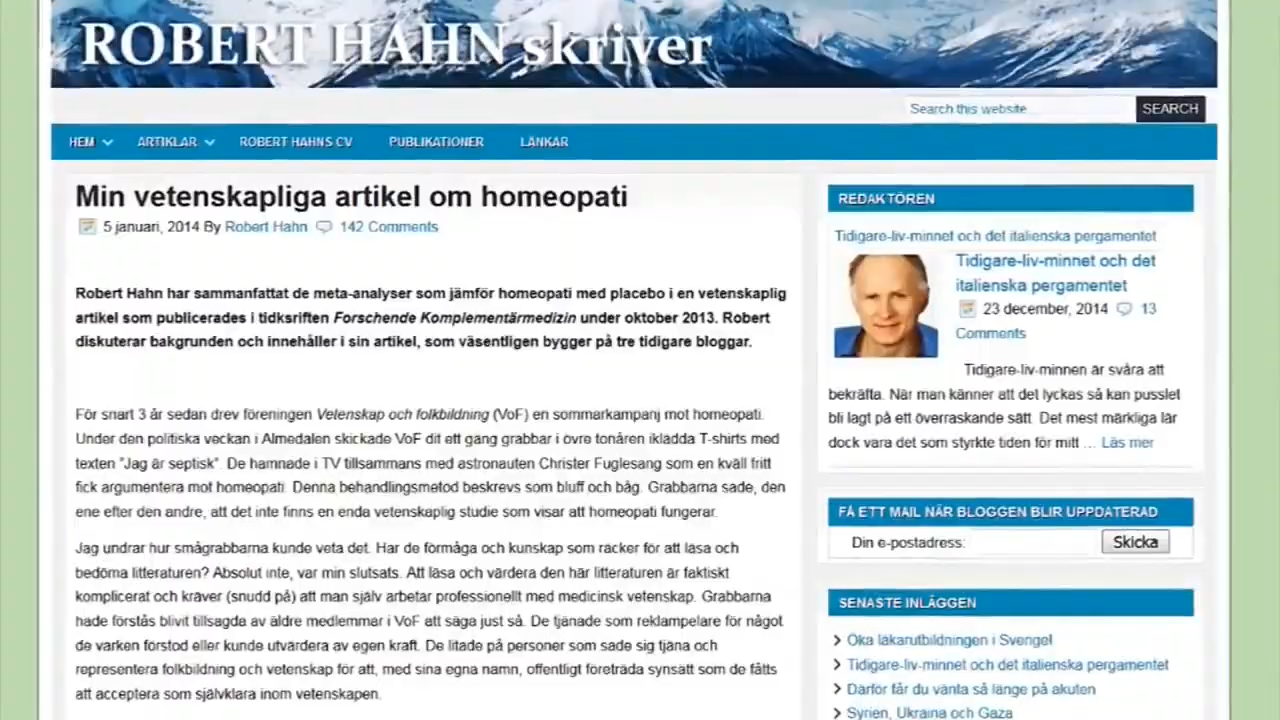 ROBERT HAHN skriver
Search this website
SEARCH
HEM ARTIKLAR ROBERT HAHNS CV PUBLIKATIONER LÄNKAR
Min vetenskapliga artikel om homeopati
5 januari, 2014 By Robert Hahn 142 Comments
Robert Hahn har sammanfattat de meta-analyser som jämför homeopati med placebo i en vetenskaplig
artikel som publicerades i tidksriften Forschende Komplementärmedizin under oktober 2013. Robert
diskuterar bakgrunden och innehåller i sin artikel, som väsentligen bygger på tre tidigare bloggar.
För snart 3 år sedan drev föreningen Vetenskap och folkbildning (VoF) en sommarkampanj mot homeopati.
Under den politiska veckan i Almedalen skickade VoF dit ett gäng grabbar i övre tonåren iklädda T-shirts med
texten "Jag är septisk". De hamnade i TV tillsammans med astronauten Christer Fuglesang som en kväll fritt
fick argumentera mot homeopati. Denna behandlingsmetod beskrevs som bluff och båg. Grabbarna sade, den
ene efter den andre, att det inte finns en enda vetenskaplig studie som visar att homeopati fungerar.
Jag undrar hur smågrabbarna kunde veta det. Har de förmåga och kunskap som räcker för att läsa och
bedöma litteraturen? Absolut inte, var min slutsats. Att läsa och värdera den här litteraturen är faktiskt
komplicerat och kräver (snudd på) att man själv arbetar professionellt med medicinsk vetenskap. Grabbarna
hade förstås blivit tillsagda av äldre medlemmar i VoF att säga just så. De tjänade som reklampelare för något
de varken förstod eller kunde utvärdera av egen kraft. De litade på personer som sade sig tjäna och
representera folkbildning och vetenskap för att, med sina egna namn, offentligt företräda synsätt som de fåtts
att acceptera som självklara inom vetenskapen.
REDAKTÖREN
Tidigare-liv-minnet och det italienska pergamentet
Tidigare-liv-minnet och det
italienska pergamentet
23 december, 2014 13
Comments
Tidigare-liv-minnen är svåra att
bekräfta. När man känner att det lyckas så kan pusslet
bli lagt på ett överraskande sätt. Det mest märkliga lär
dock vara det som styrkte tiden för mitt ... Läs mer
FÅ ETT MAIL NÄR BLOGGEN BLIR UPPDATERAD
Din e-postadress: Skicka
SENASTE INLÄGGEN
Öka läkarutbildningen i Sverige!
Tidigare-liv-minnet och det italienska pergamentet
Därför får du vänta så länge på akuten
Syrien, Ukraina och Gaza